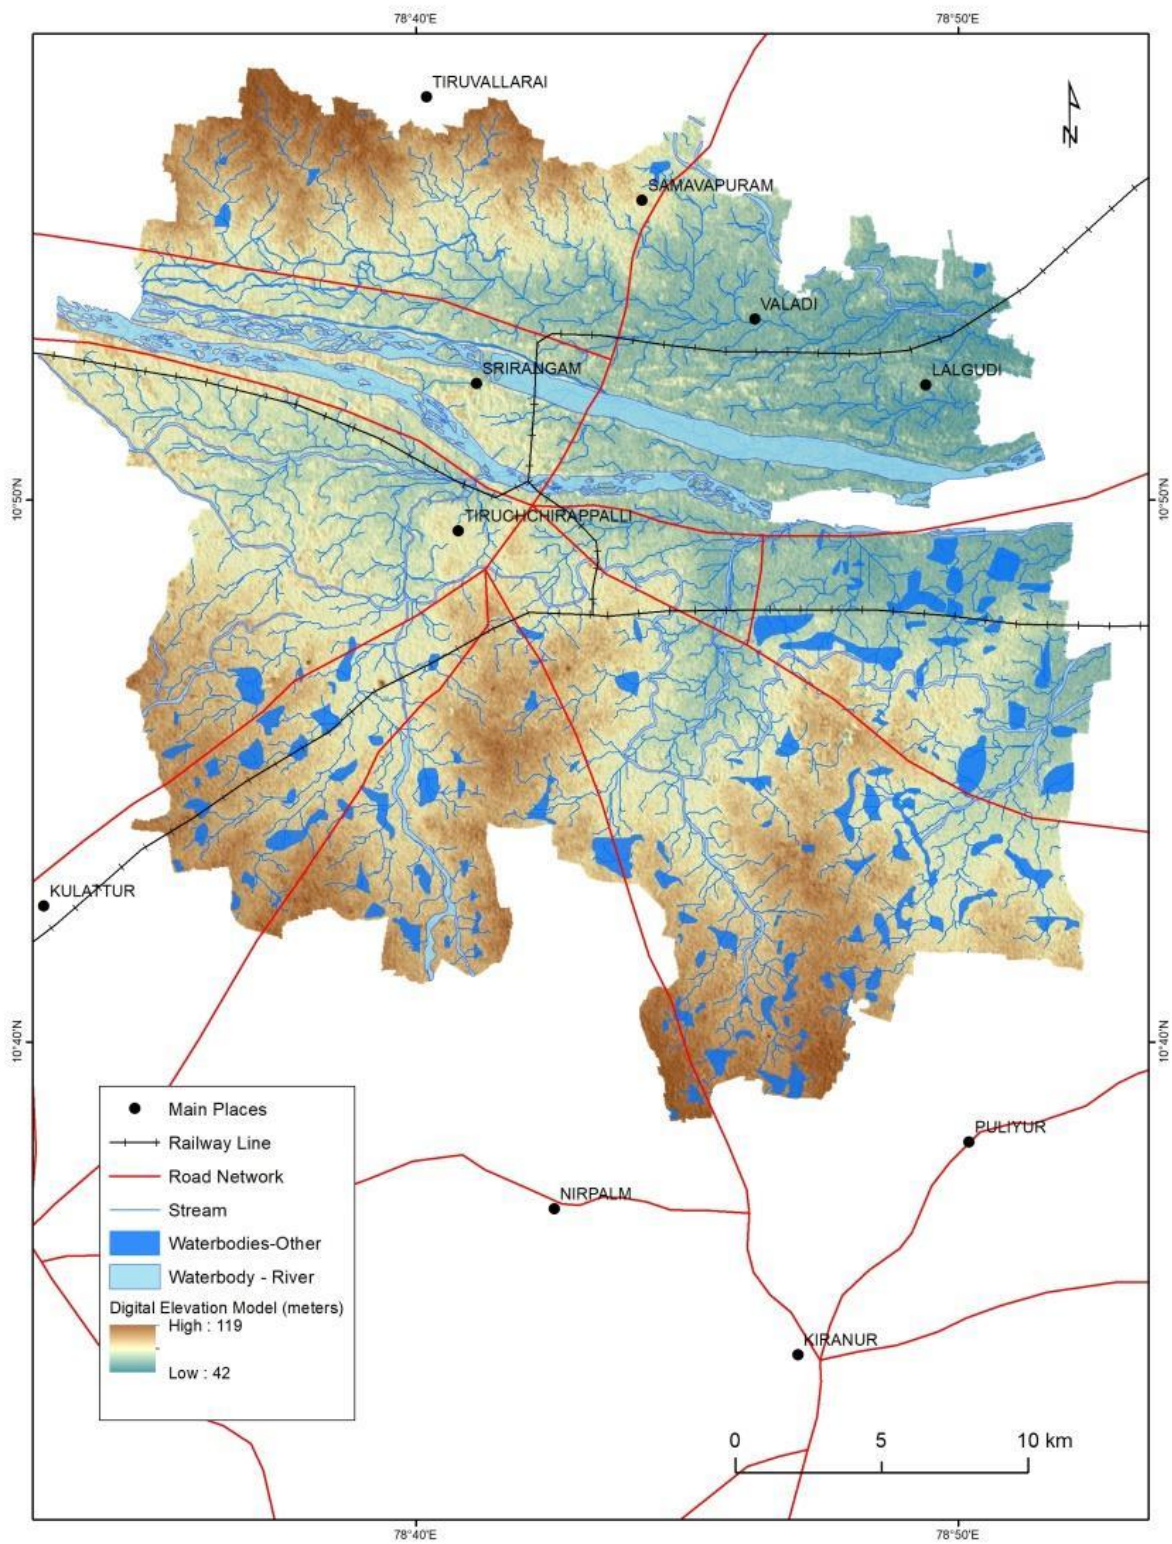 78°40'E
78°50'E
TIRUVALLARAI
N
SAMAVAPURAM
VALADI
SRIRANGAM
LALGUDI
10°50'N
10°50'N
TIRUCHCHIRAPPALLI
KULATTUR
10°40'N
10°40'N
Main Places
Railway Line
Road Network
Stream
Waterbodies-Other
Waterbody - River
Digital Elevation Model (meters)
High : 119
Low : 42
PULIYUR
NIRPALM
KIRANUR
0 5 10 km
78°40'E
78°50'E